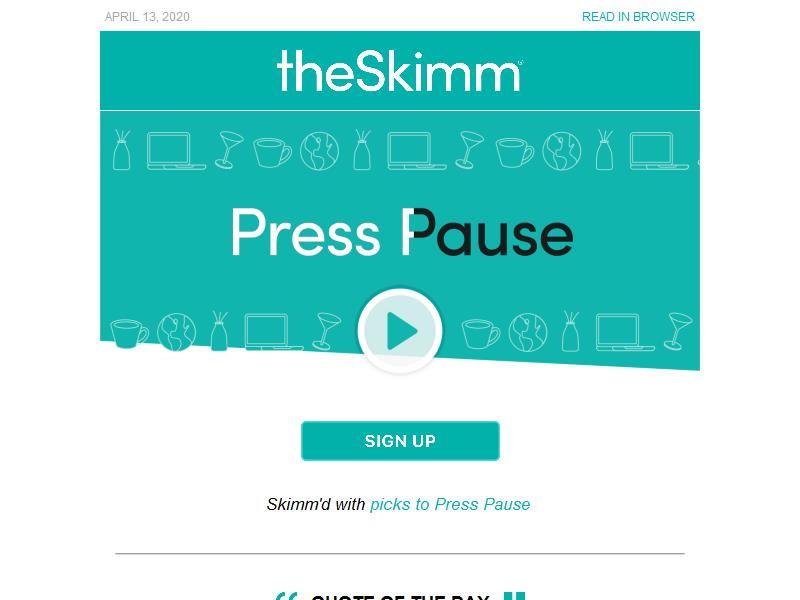 APRIL 13, 2020 READ IN BROWSER
theSkimm
Press Pause
SIGN UP
Skimm'd with picks to Press Pause
“ QUOTE OF THE DAY "